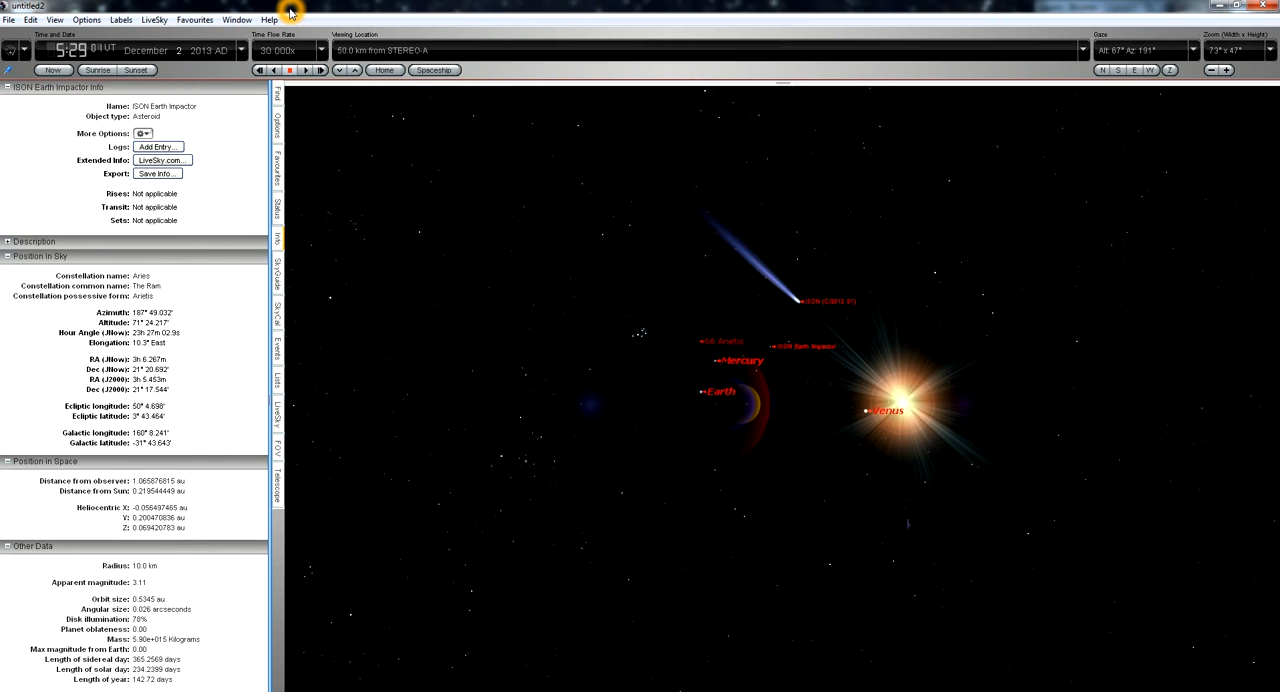 untitled2
File Edit View Options Labels LiveSky Favourites Window Help
Time and Date Time Flow Rate Viewing Location Gaze Zoom (Width x Height)
5:29 01 UT December 2 2013 AD 30 000x 50.0 km from STEREO-A Alt: 67° Az: 191° 73° x 47°
Now Sunrise Sunset Home Spaceship N S E W Z
ISON Earth Impactor Info
Name: ISON Earth Impactor
Object type: Asteroid
More Options:
Logs: Add Entry...
Extended Info: LiveSky.com...
Export: Save Info...
Rises: Not applicable
Transit: Not applicable
Sets: Not applicable
Description
Position in Sky
Constellation name: Aries
Constellation common name: The Ram
Constellation possessive form: Arietis
Azimuth: 187° 49.032'
Altitude: 71° 24.217'
Hour Angle (JNow): 23h 27m 02.9s
Elongation: 10.3° East
RA (JNow): 3h 6.267m
Dec (JNow): 21° 20.692'
RA (J2000): 3h 5.453m
Dec (J2000): 21° 17.544'
Ecliptic longitude: 50° 4.698'
Ecliptic latitude: 3° 43.464'
Galactic longitude: 160° 8.241'
Galactic latitude: -31° 43.643'
Position in Space
Distance from observer: 1.065876815 au
Distance from Sun: 0.219544449 au
Heliocentric X: -0.056497465 au
Y: 0.200470836 au
Z: 0.069420783 au
Other Data
Radius: 10.0 km
Apparent magnitude: 3.11
Orbit size: 0.5345 au
Angular size: 0.026 arcseconds
Disk illumination: 78%
Planet oblateness: 0.00
Mass: 5.90e+015 Kilograms
Max magnitude from Earth: 0.00
Length of sidereal day: 365.2569 days
Length of solar day: 234.2399 days
Length of year: 142.72 days
Find
Options
Favourites
Status
Info
SkyGuide
SkyCal
Events
Lists
LiveSky
FOV
Telescope
ISON (C/2012 S1)
56 Arietis
ISON Earth Impactor
Mercury
Earth
Venus